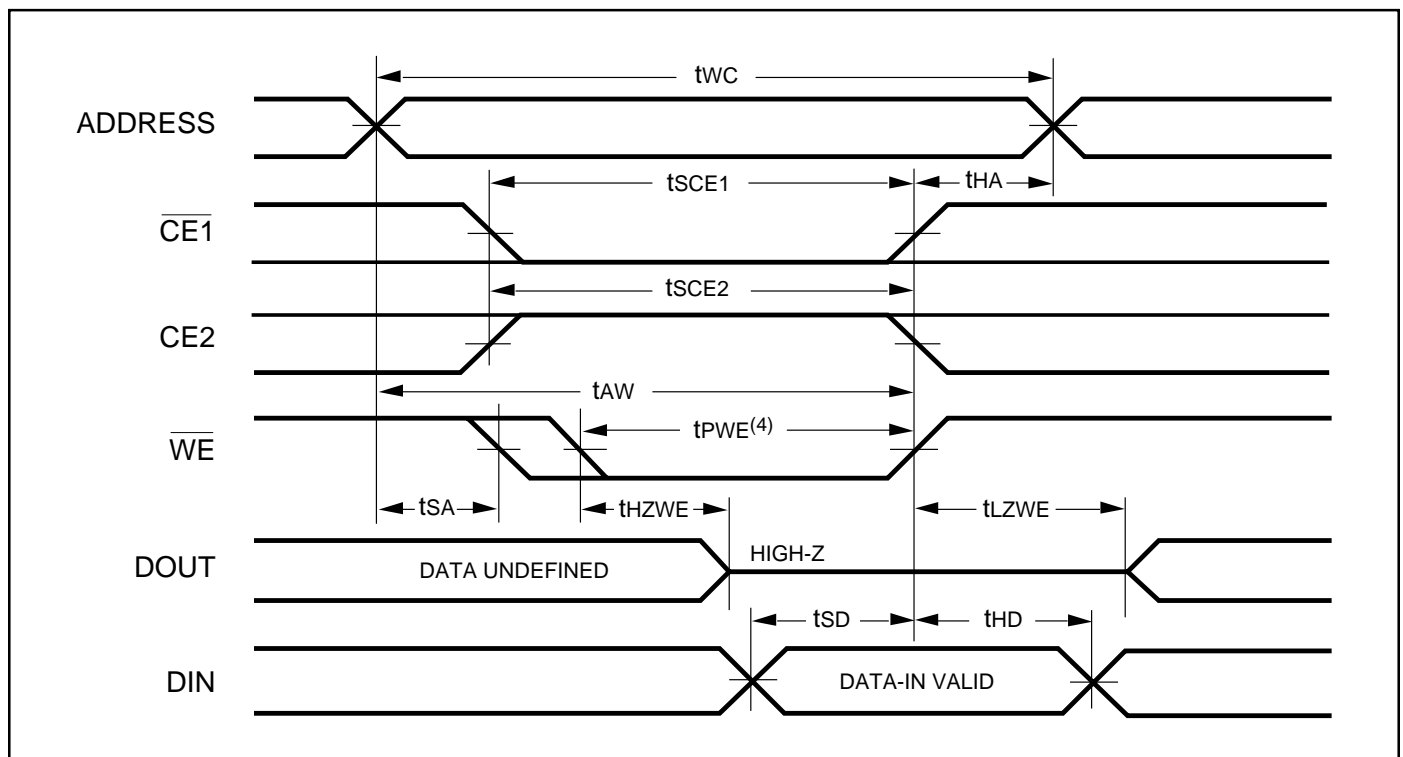 tWC
ADDRESS
tSCE1
tHA
CE1
tSCE2
CE2
tAW
tPWE(4)
WE
tSA
tHZWE
tLZWE
DOUT
DATA UNDEFINED
HIGH-Z
tSD
tHD
DIN
DATA-IN VALID